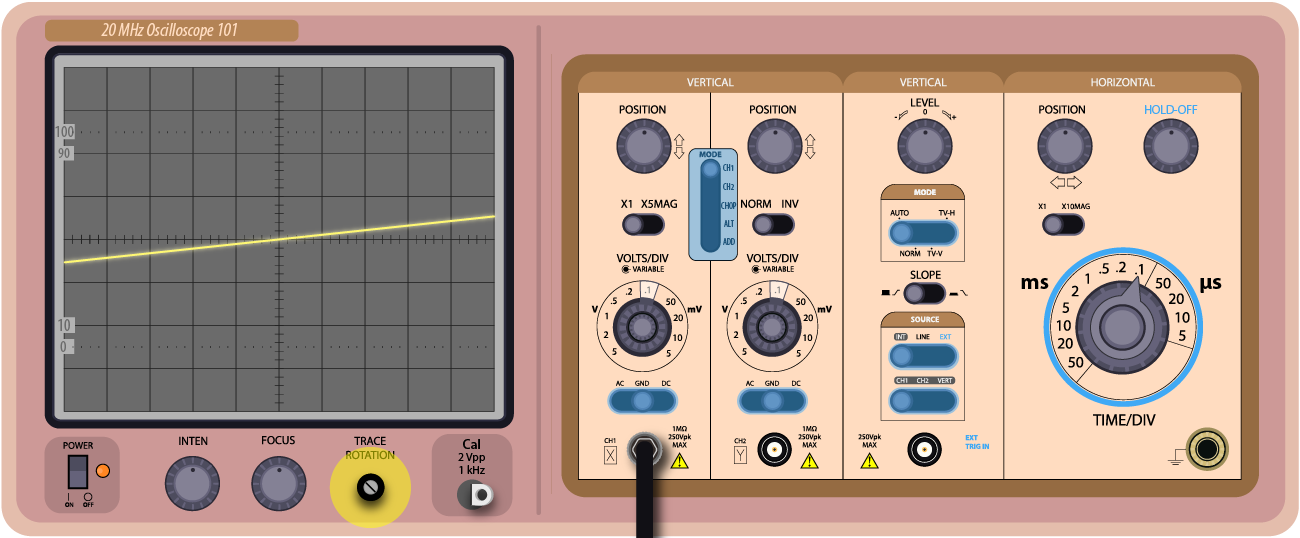 20 MHz Oscilloscope 101
100
90
10
0
POWER
ON OFF
INTEN
FOCUS
TRACE
ROTATION
Cal
2 Vpp
1 kHz
VERTICAL
POSITION
POSITION
MODE
CH1
CH2
CHOP
ALT
ADD
X1 X5MAG
NORM INV
VOLTS/DIV
VARIABLE
V
mV
.1
.2
.5
1
2
5
50
20
10
5
VOLTS/DIV
VARIABLE
V
mV
.1
.2
.5
1
2
5
50
20
10
5
AC GND DC
AC GND DC
CH1
X
1MΩ
250Vpk
MAX
CH2
Y
1MΩ
250Vpk
MAX
VERTICAL
LEVEL
- 0 +
MODE
AUTO TV-H
NORM TV-V
SLOPE
SOURCE
INT LINE EXT
CH1 CH2 VERT
250Vpk
MAX
EXT
TRIG IN
HORIZONTAL
POSITION
HOLD-OFF
X1 X10MAG
ms
µs
.5 .2 .1
1
2
5
10
20
50
50
20
10
5
TIME/DIV